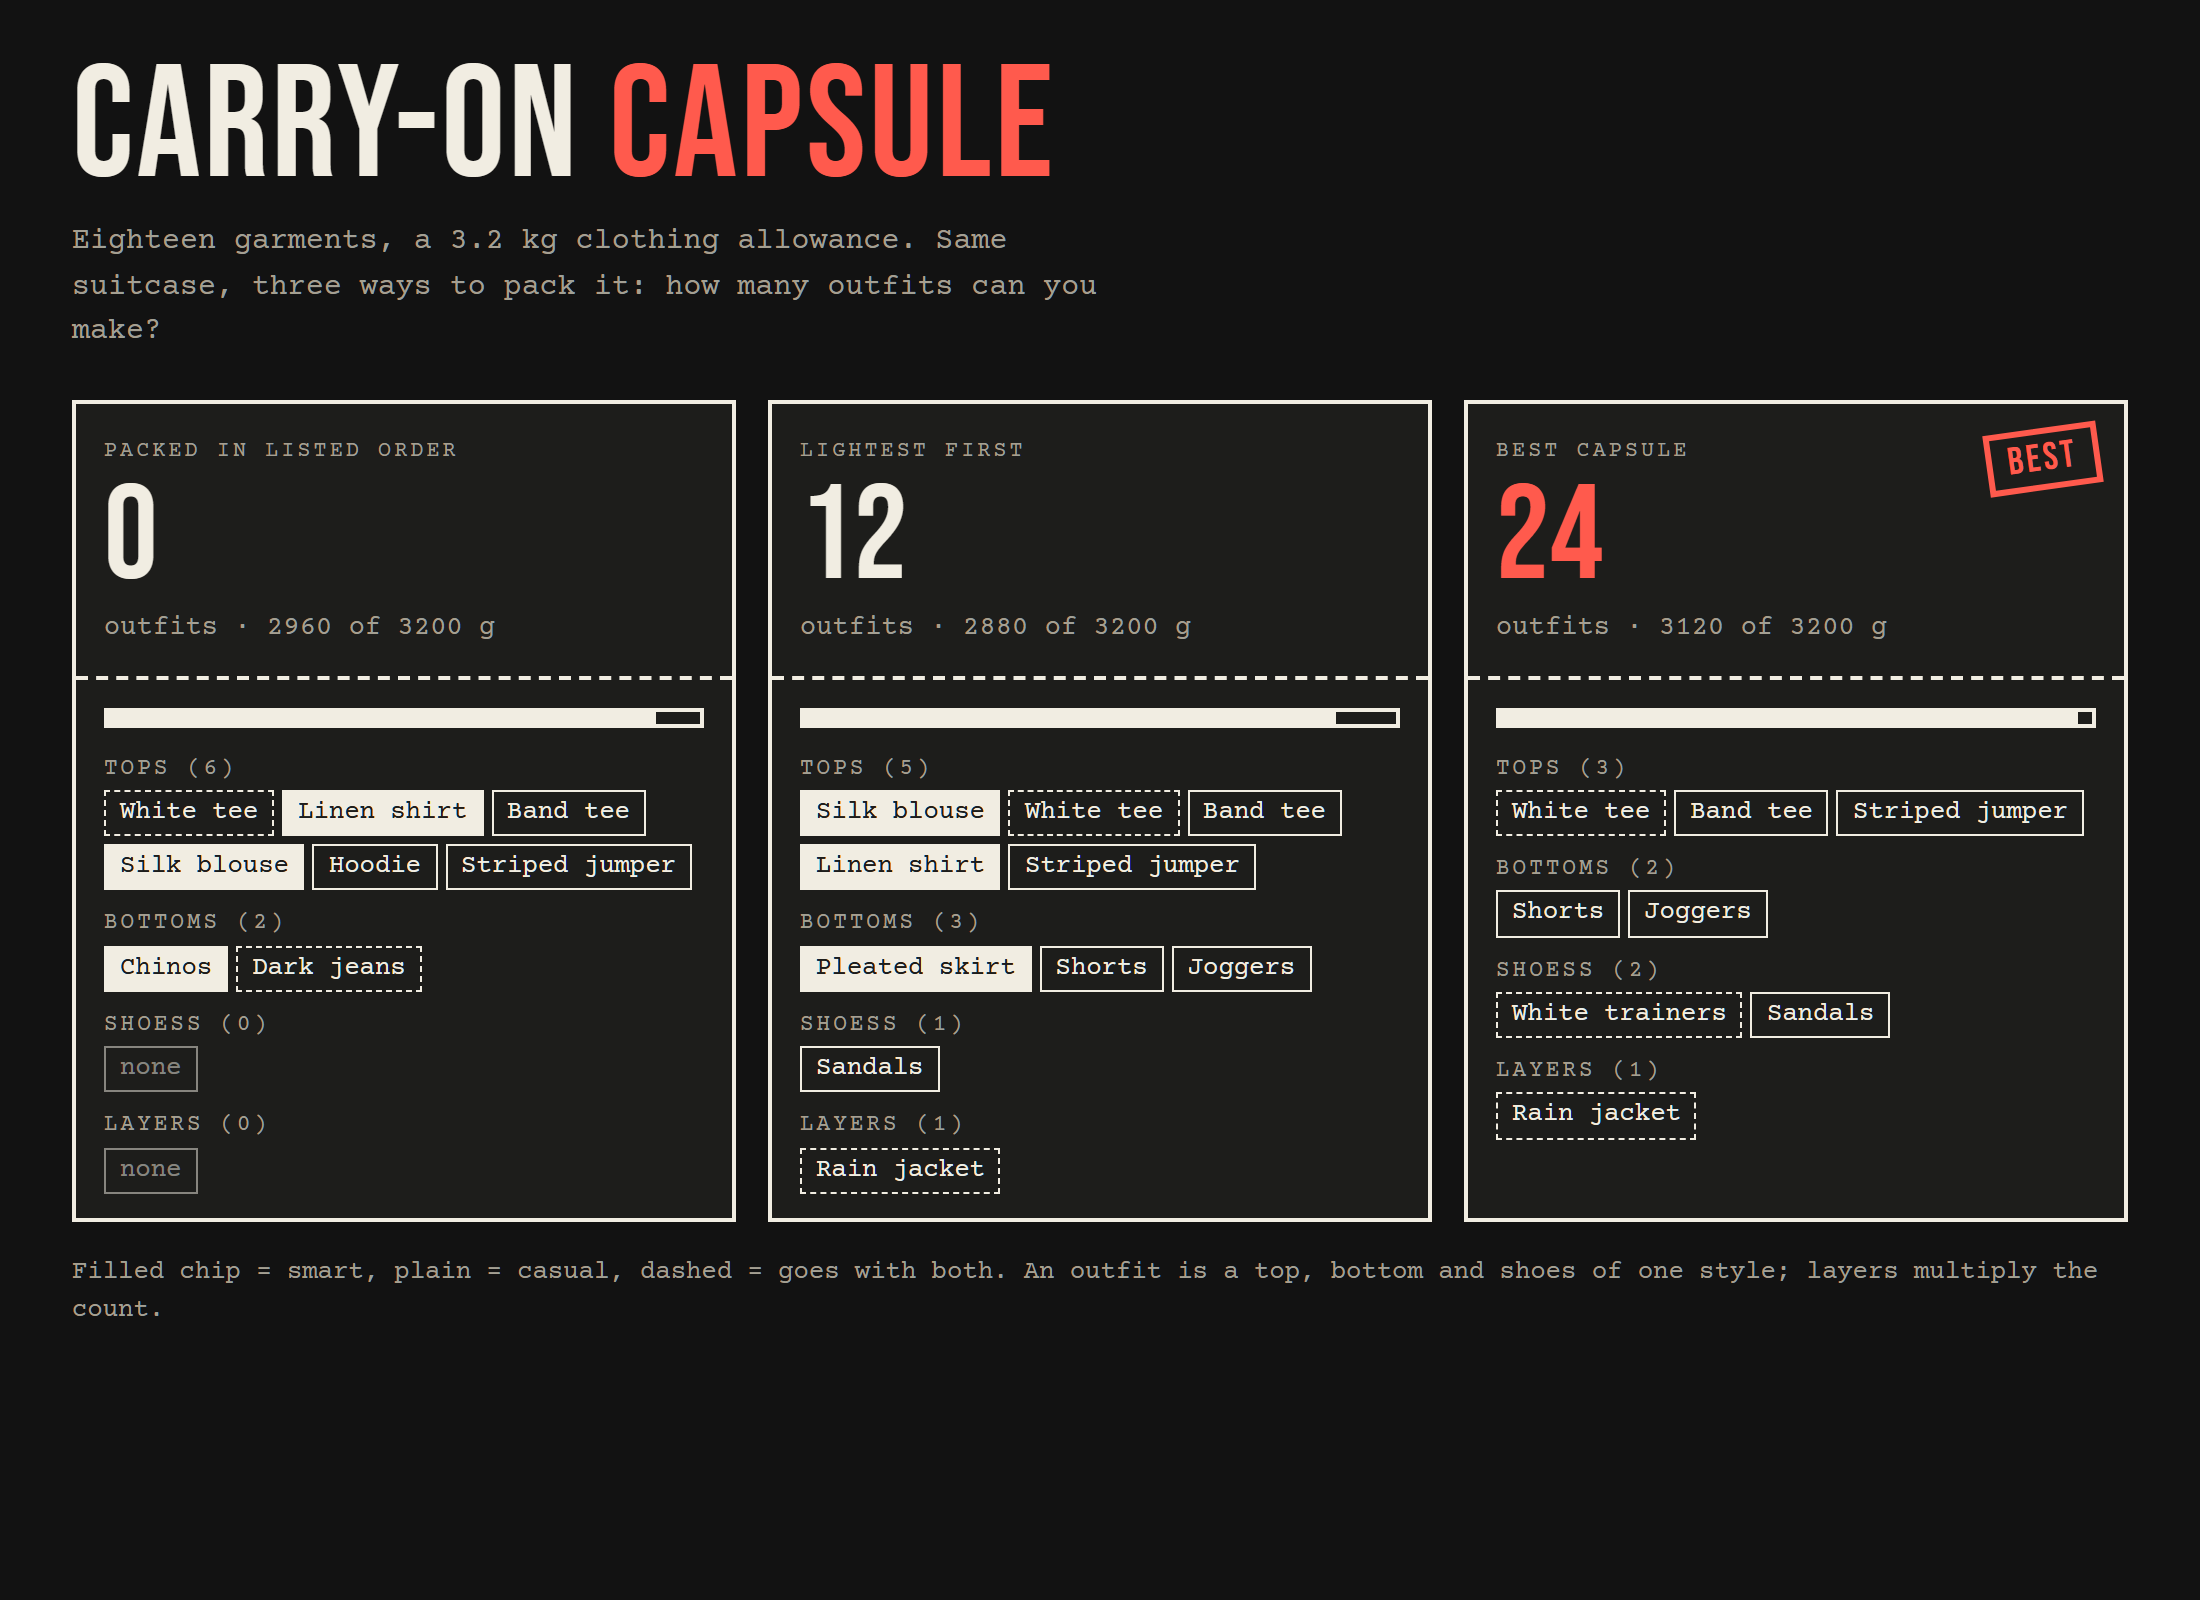 CARRY-ON CAPSULE
Eighteen garments, a 3.2 kg clothing allowance. Same
suitcase, three ways to pack it: how many outfits can you
make?
PACKED IN LISTED ORDER
0
outfits · 2960 of 3200 g
TOPS (6)
White tee Linen shirt Band tee
Silk blouse Hoodie Striped jumper
BOTTOMS (2)
Chinos Dark jeans
SHOESS (0)
none
LAYERS (0)
none
LIGHTEST FIRST
12
outfits · 2880 of 3200 g
TOPS (5)
Silk blouse White tee Band tee
Linen shirt Striped jumper
BOTTOMS (3)
Pleated skirt Shorts Joggers
SHOESS (1)
Sandals
LAYERS (1)
Rain jacket
BEST CAPSULE
BEST
24
outfits · 3120 of 3200 g
TOPS (3)
White tee Band tee Striped jumper
BOTTOMS (2)
Shorts Joggers
SHOESS (2)
White trainers Sandals
LAYERS (1)
Rain jacket
Filled chip = smart, plain = casual, dashed = goes with both. An outfit is a top, bottom and shoes of one style; layers multiply the
count.